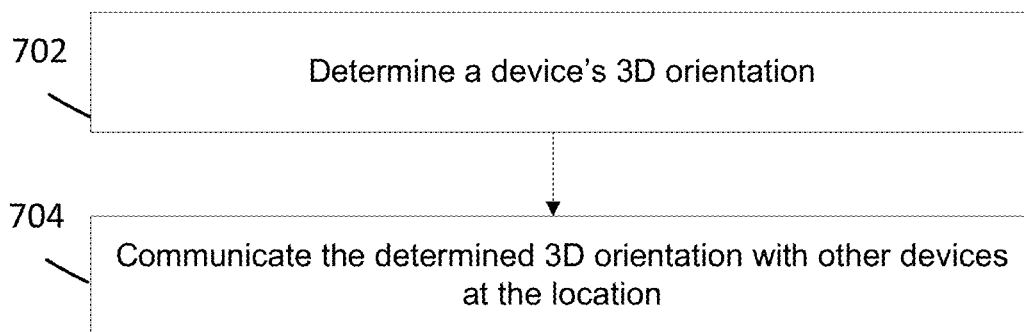 702
Determine a device's 3D orientation
704
Communicate the determined 3D orientation with other devices
at the location